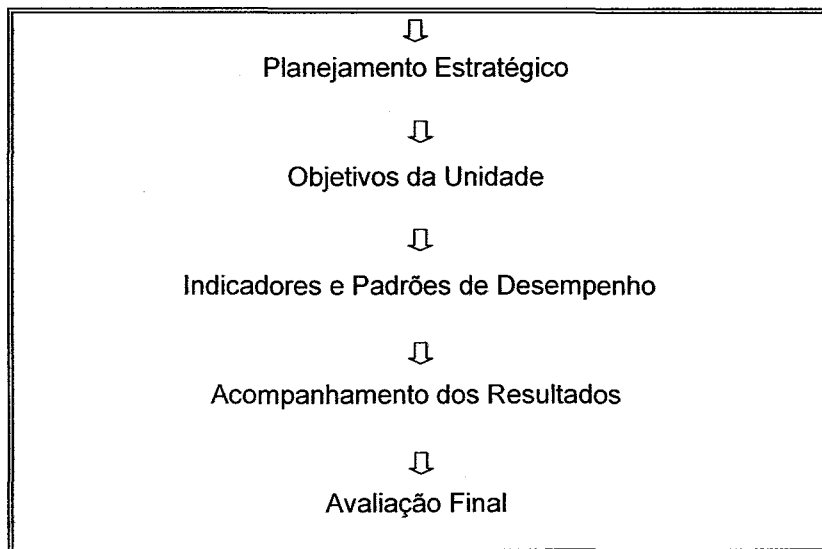 Planejamento Estratégico
Objetivos da Unidade
Indicadores e Padrões de Desempenho
Acompanhamento dos Resultados
Avaliação Final